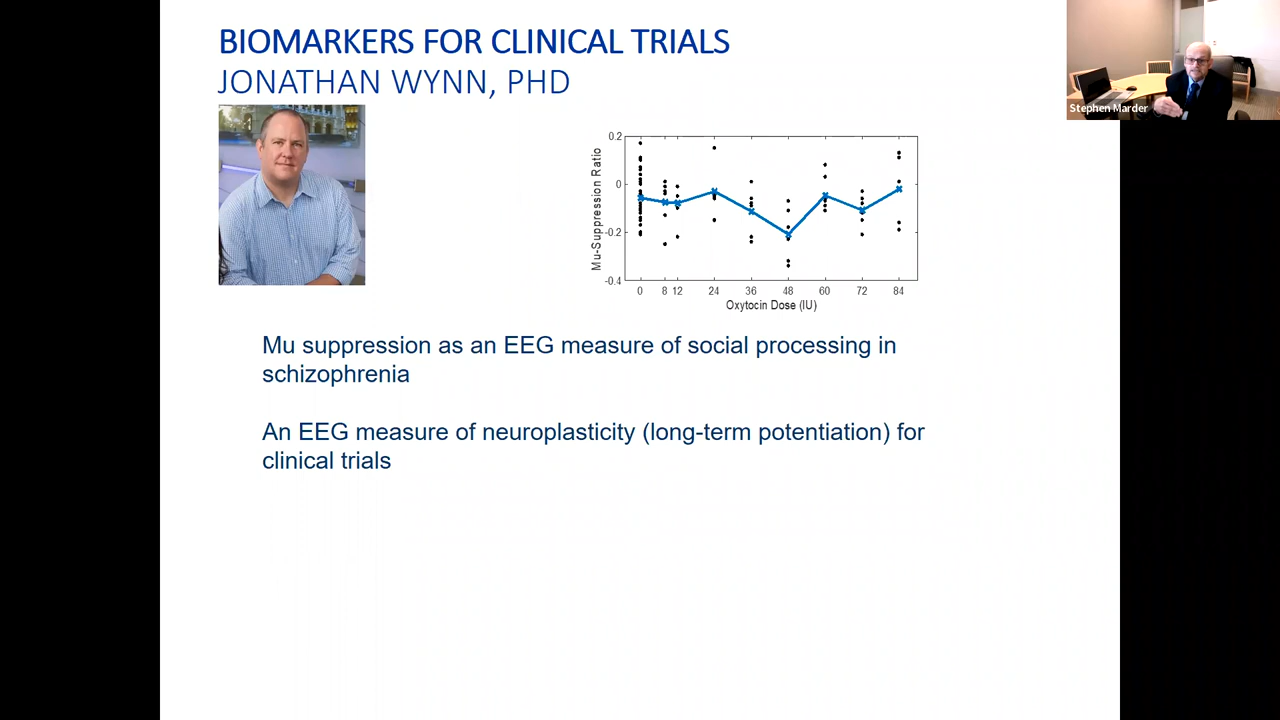 BIOMARKERS FOR CLINICAL TRIALS
JONATHAN WYNN, PHD
Stephen Marder
Mu-Suppression Ratio
0.2
0
-0.2
-0.4
0 8 12 24 36 48 60 72 84
Oxytocin Dose (IU)
Mu suppression as an EEG measure of social processing in
schizophrenia
An EEG measure of neuroplasticity (long-term potentiation) for
clinical trials